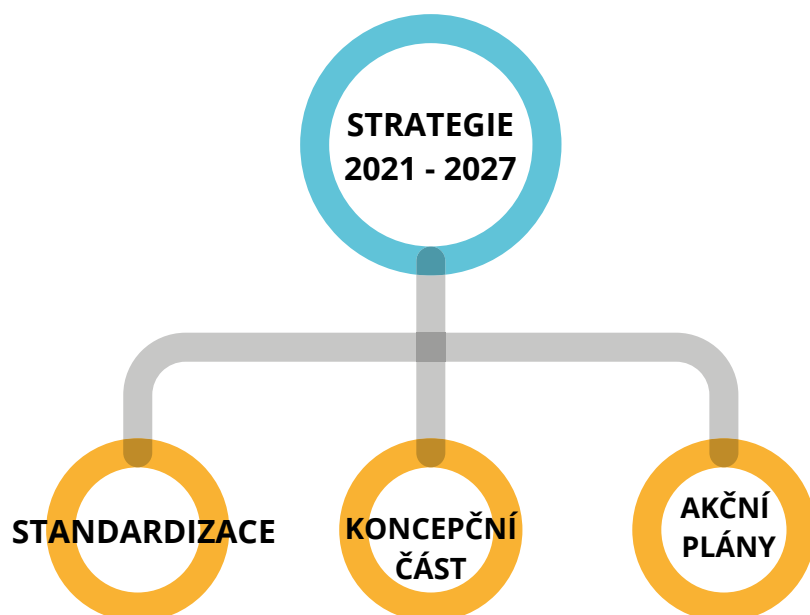 STRATEGIE
2021 - 2027
STANDARDIZACE
KONCEPČNÍ
ČÁST
AKČNÍ
PLÁNY